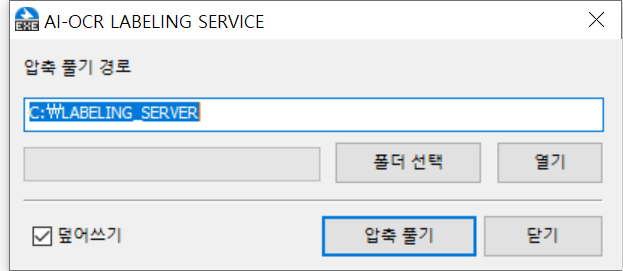 EXE
AI-OCR LABELING SERVICE
압축 풀기 경로
C:₩LABELING_SERVER
폴더 선택
열기
덮어쓰기
압축 풀기
닫기